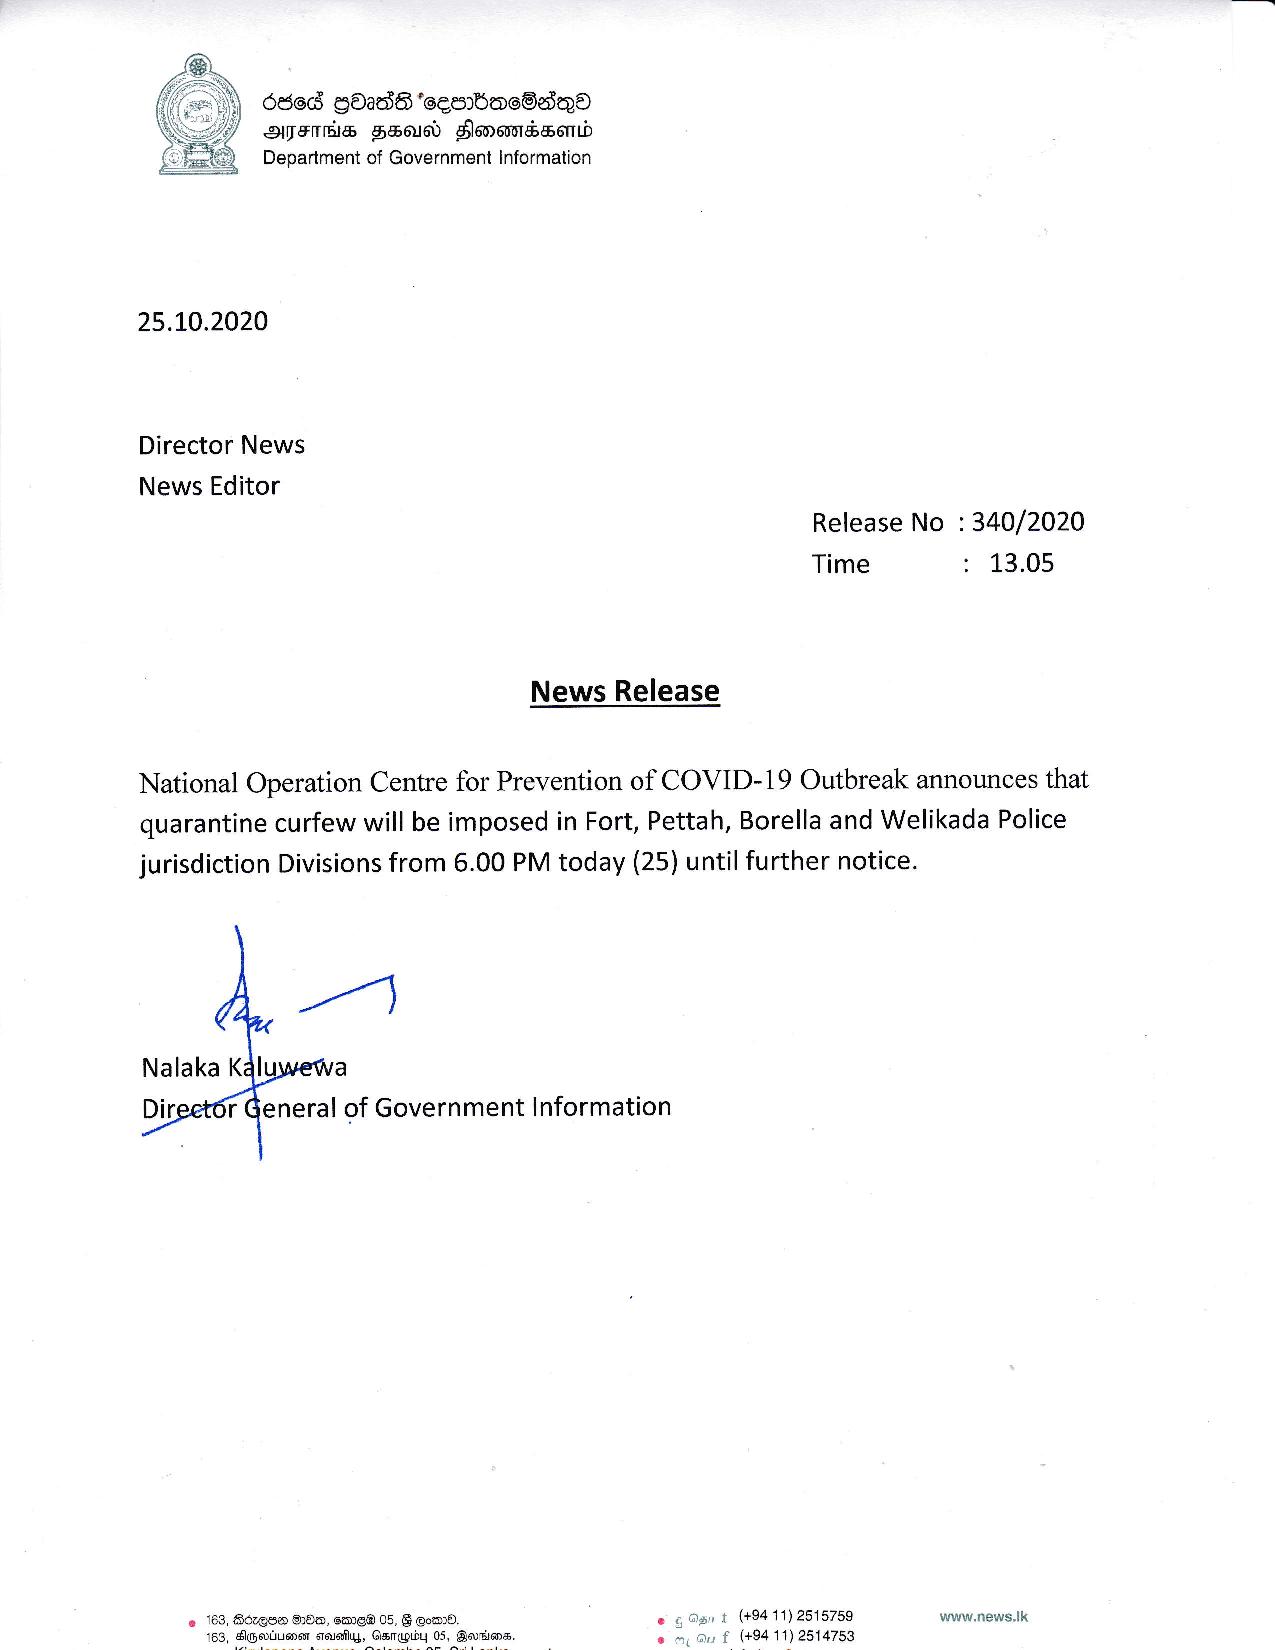 රජයේ ප්‍රවෘත්ති දෙපාර්තමේන්තුව
அரசாங்க தகவல் திணைக்களம்
Department of Government Information
25.10.2020
Director News
News Editor
Release No : 340/2020
Time : 13.05
News Release
National Operation Centre for Prevention of COVID-19 Outbreak announces that
quarantine curfew will be imposed in Fort, Pettah, Borella and Welikada Police
jurisdiction Divisions from 6.00 PM today (25) until further notice.
Nalaka Kaluwewa
Director General of Government Information
163, කිරුලපන මාවත, කොළඹ 05, ශ්‍රී ලංකාව.
163, கிருலப்பனை எவனியூ, கொழும்பு 05, இலங்கை.
t (+94 11) 2515759
f (+94 11) 2514753
www.news.lk